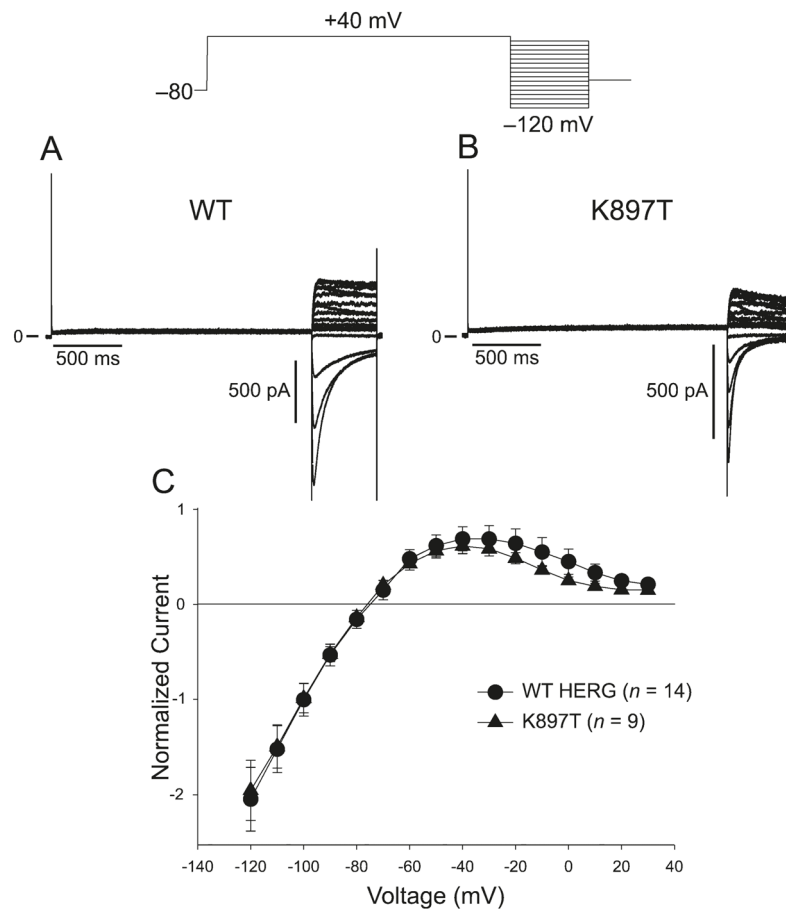 +40 mV
–80
–120 mV
A
B
WT
K897T
0
0
500 ms
500 ms
500 pA
500 pA
C
1
0
-1
-2
Normalized Current
WT HERG (n = 14)
K897T (n = 9)
-140 -120 -100 -80 -60 -40 -20 0 20 40
Voltage (mV)